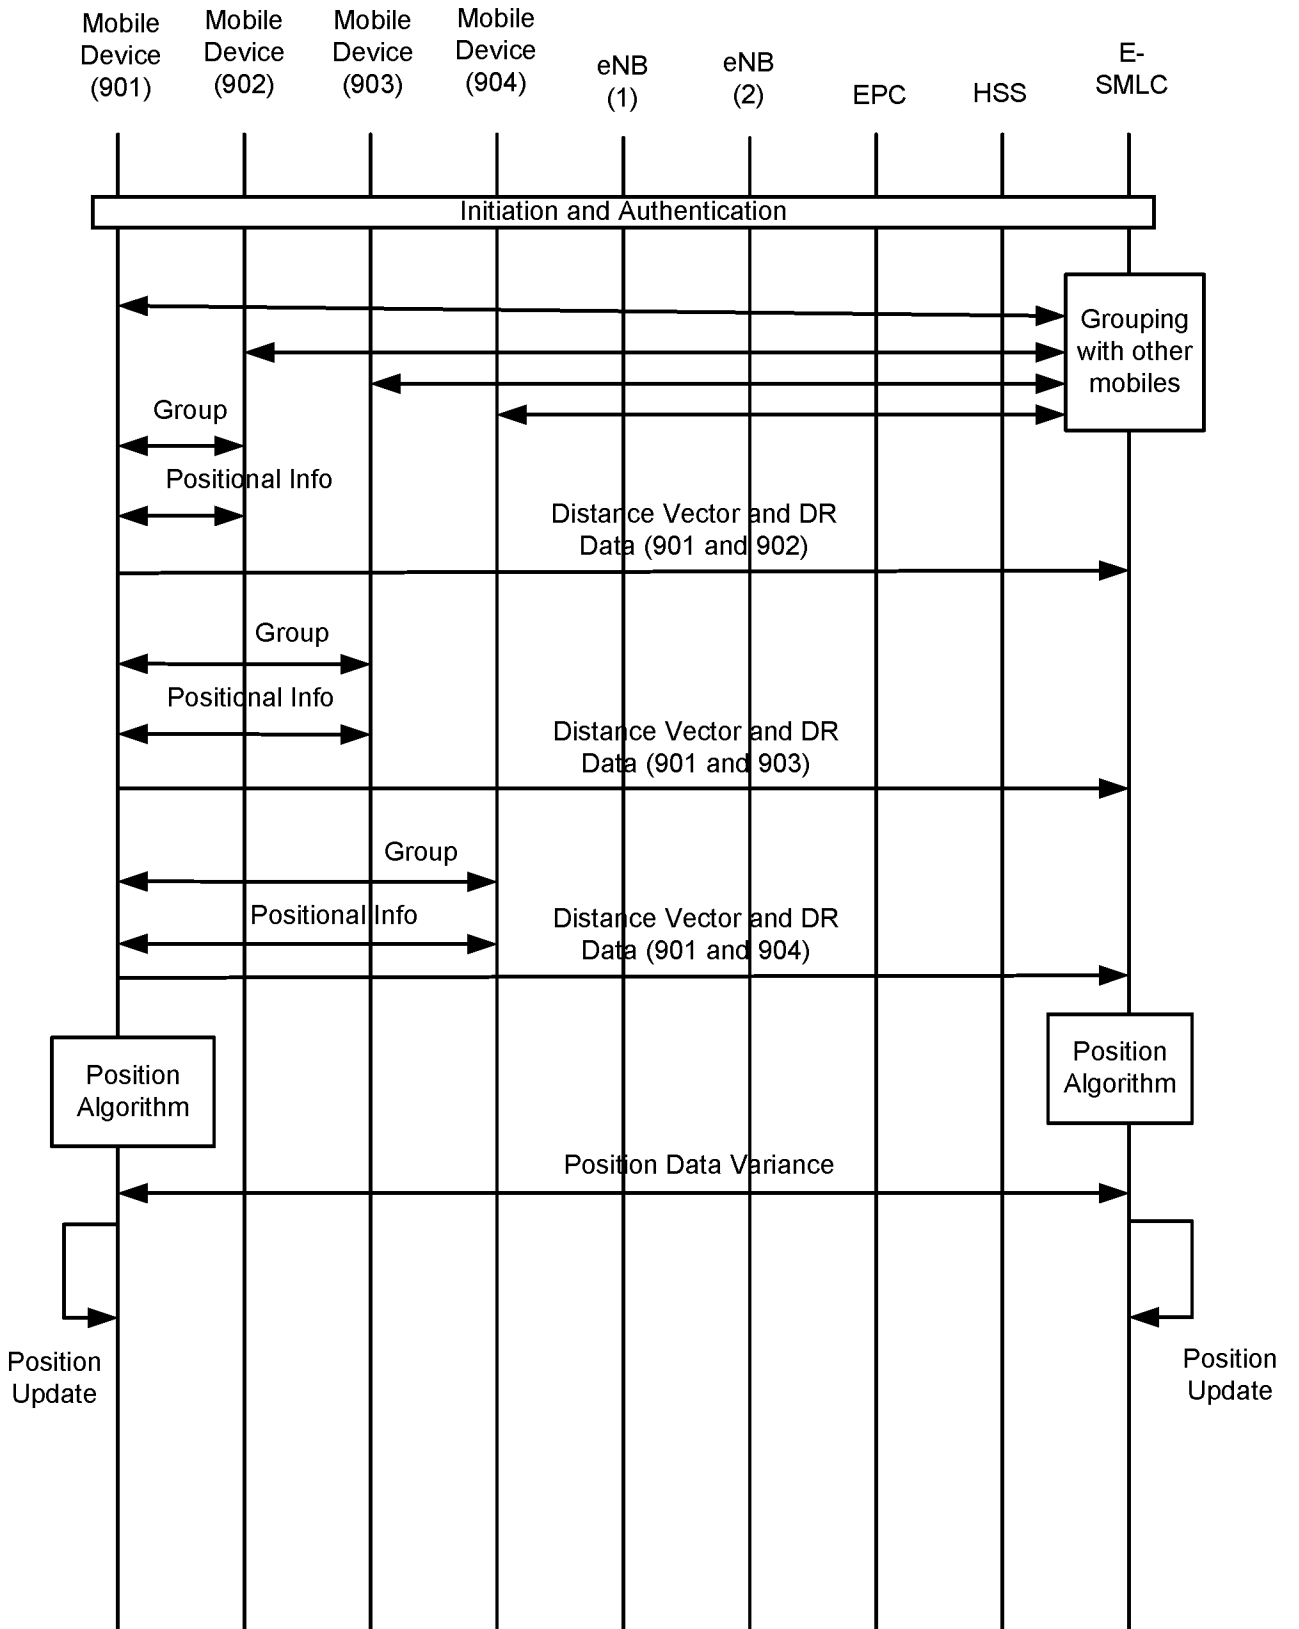 Mobile
Device
(901)
Mobile
Device
(902)
Mobile
Device
(903)
Mobile
Device
(904)
eNB
(1)
eNB
(2)
EPC
HSS
E-
SMLC
Initiation and Authentication
Grouping
with other
mobiles
Group
Positional Info
Distance Vector and DR
Data (901 and 902)
Group
Positional Info
Distance Vector and DR
Data (901 and 903)
Group
Positional Info
Distance Vector and DR
Data (901 and 904)
Position
Algorithm
Position
Algorithm
Position Data Variance
Position
Update
Position
Update